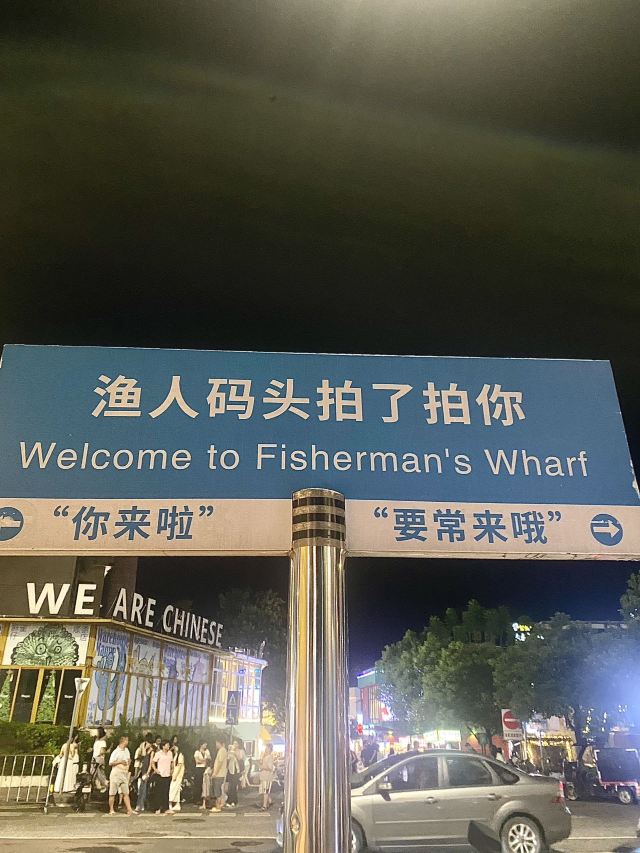 渔人码头拍了拍你
Welcome to Fisherman's Wharf
“你来啦” “要常来哦”
WE ARE CHINESE